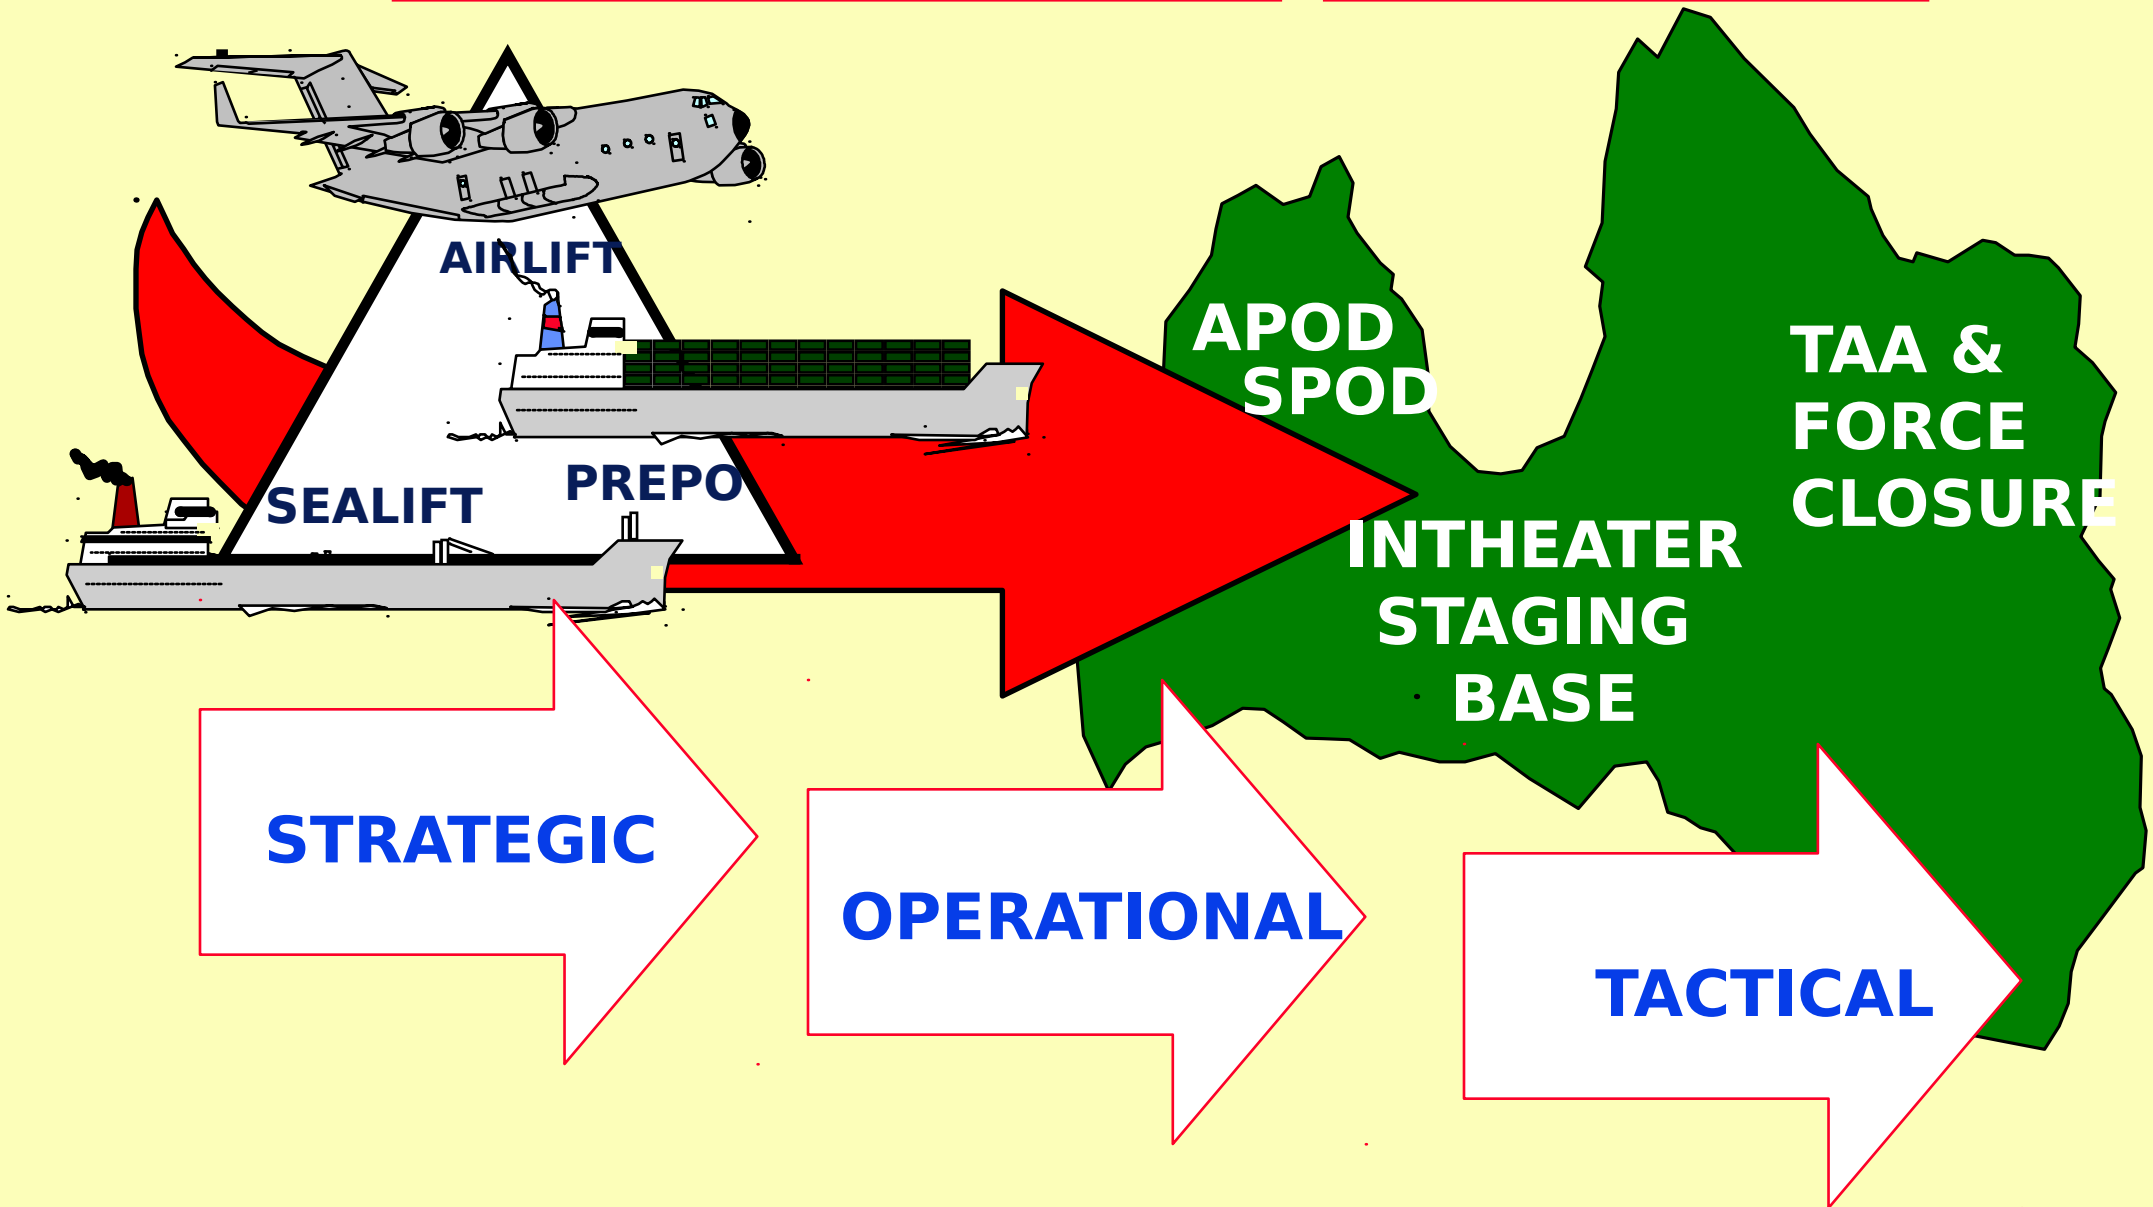 AIRLIFT
SEALIFT
PREPO
APOD
SPOD
TAA &
FORCE
CLOSURE
INTHEATER
STAGING
BASE
STRATEGIC
OPERATIONAL
TACTICAL